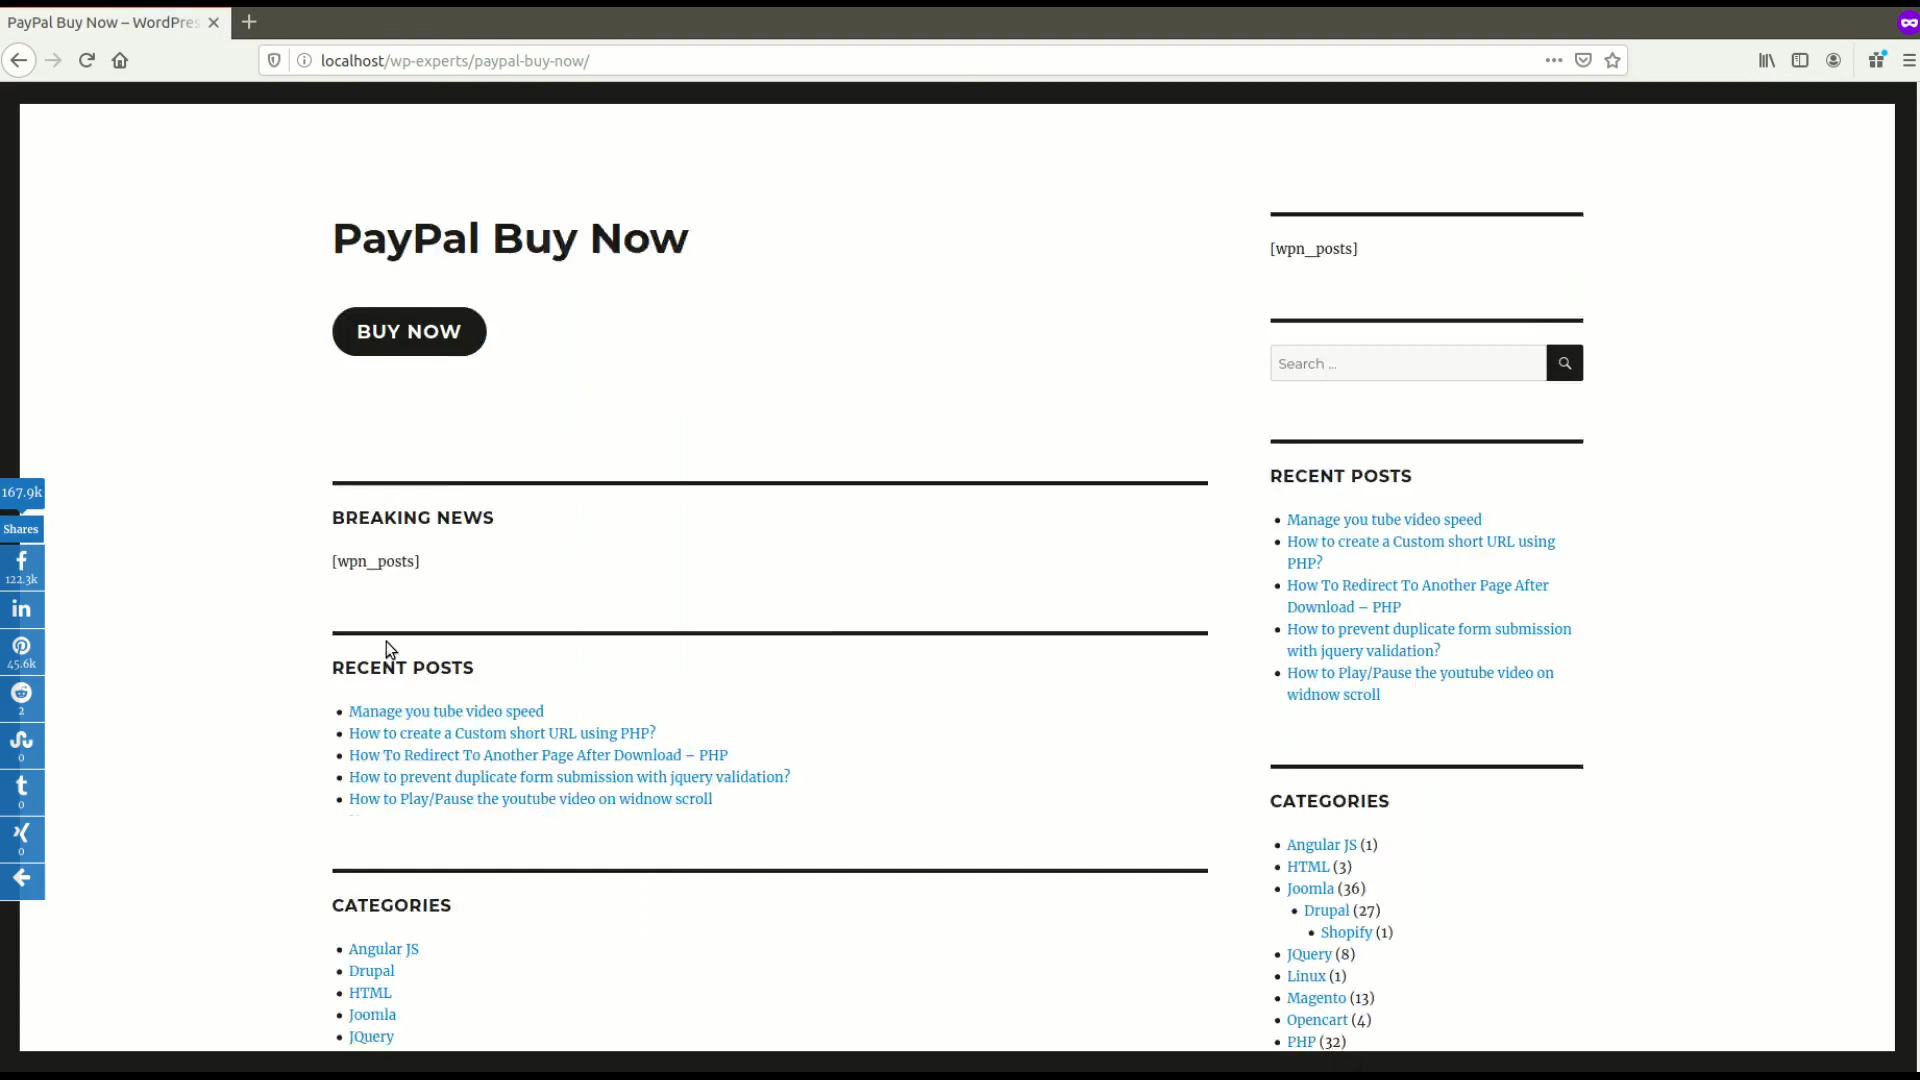 PayPal Buy Now – WordPres
localhost/wp-experts/paypal-buy-now/
PayPal Buy Now
BUY NOW
BREAKING NEWS
[wpn_posts]
RECENT POSTS
Manage you tube video speed
How to create a Custom short URL using PHP?
How To Redirect To Another Page After Download – PHP
How to prevent duplicate form submission with jquery validation?
How to Play/Pause the youtube video on widnow scroll
CATEGORIES
Angular JS
Drupal
HTML
Joomla
JQuery
[wpn_posts]
Search ...
RECENT POSTS
Manage you tube video speed
How to create a Custom short URL using
PHP?
How To Redirect To Another Page After
Download – PHP
How to prevent duplicate form submission
with jquery validation?
How to Play/Pause the youtube video on
widnow scroll
CATEGORIES
Angular JS (1)
HTML (3)
Joomla (36)
Drupal (27)
Shopify (1)
JQuery (8)
Linux (1)
Magento (13)
Opencart (4)
PHP (32)
167.9k
Shares
122.3k
45.6k
2
0
0
0